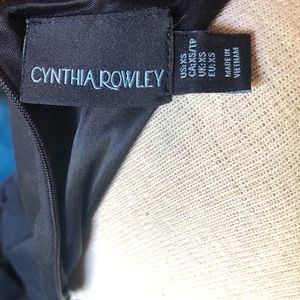 CYNTHIA ROWLEY
US:XS
CA:XS/TP
UK:XS
EU:XS
MADE IN
VIETNAM